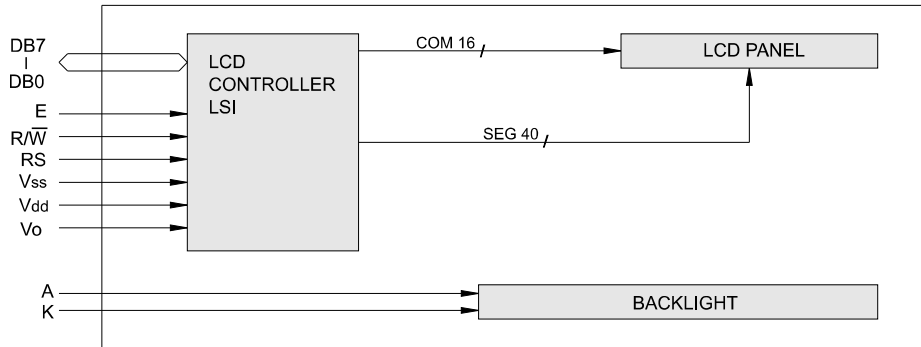 DB7
DB0
E
R/W̅
RS
Vss
Vdd
Vo
A
K
LCD
CONTROLLER
LSI
COM 16
SEG 40
LCD PANEL
BACKLIGHT